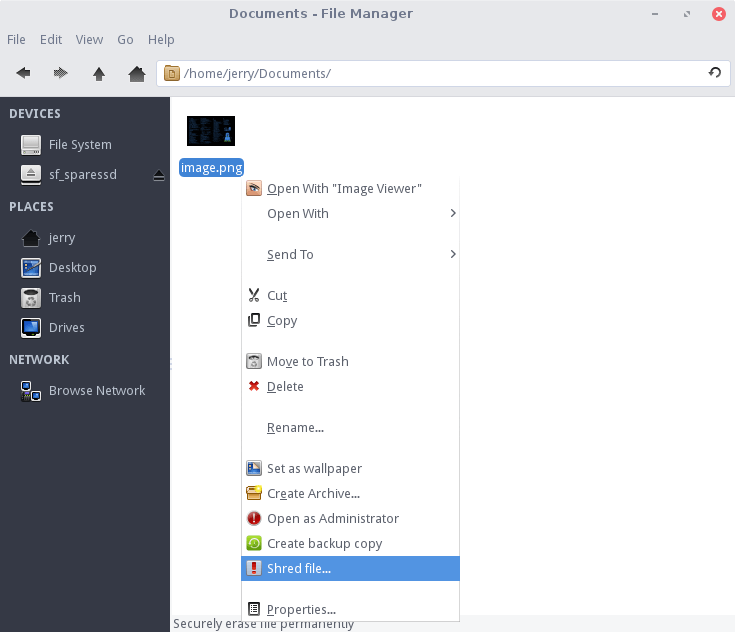 Documents - File Manager
File Edit View Go Help
/home/jerry/Documents/
DEVICES
File System
sf_sparessd
PLACES
jerry
Desktop
Trash
Drives
NETWORK
Browse Network
image.png
Open With "Image Viewer"
Open With
Send To
Cut
Copy
Move to Trash
Delete
Rename...
Set as wallpaper
Create Archive...
Open as Administrator
Create backup copy
Shred file...
Properties...
Securely erase file permanently